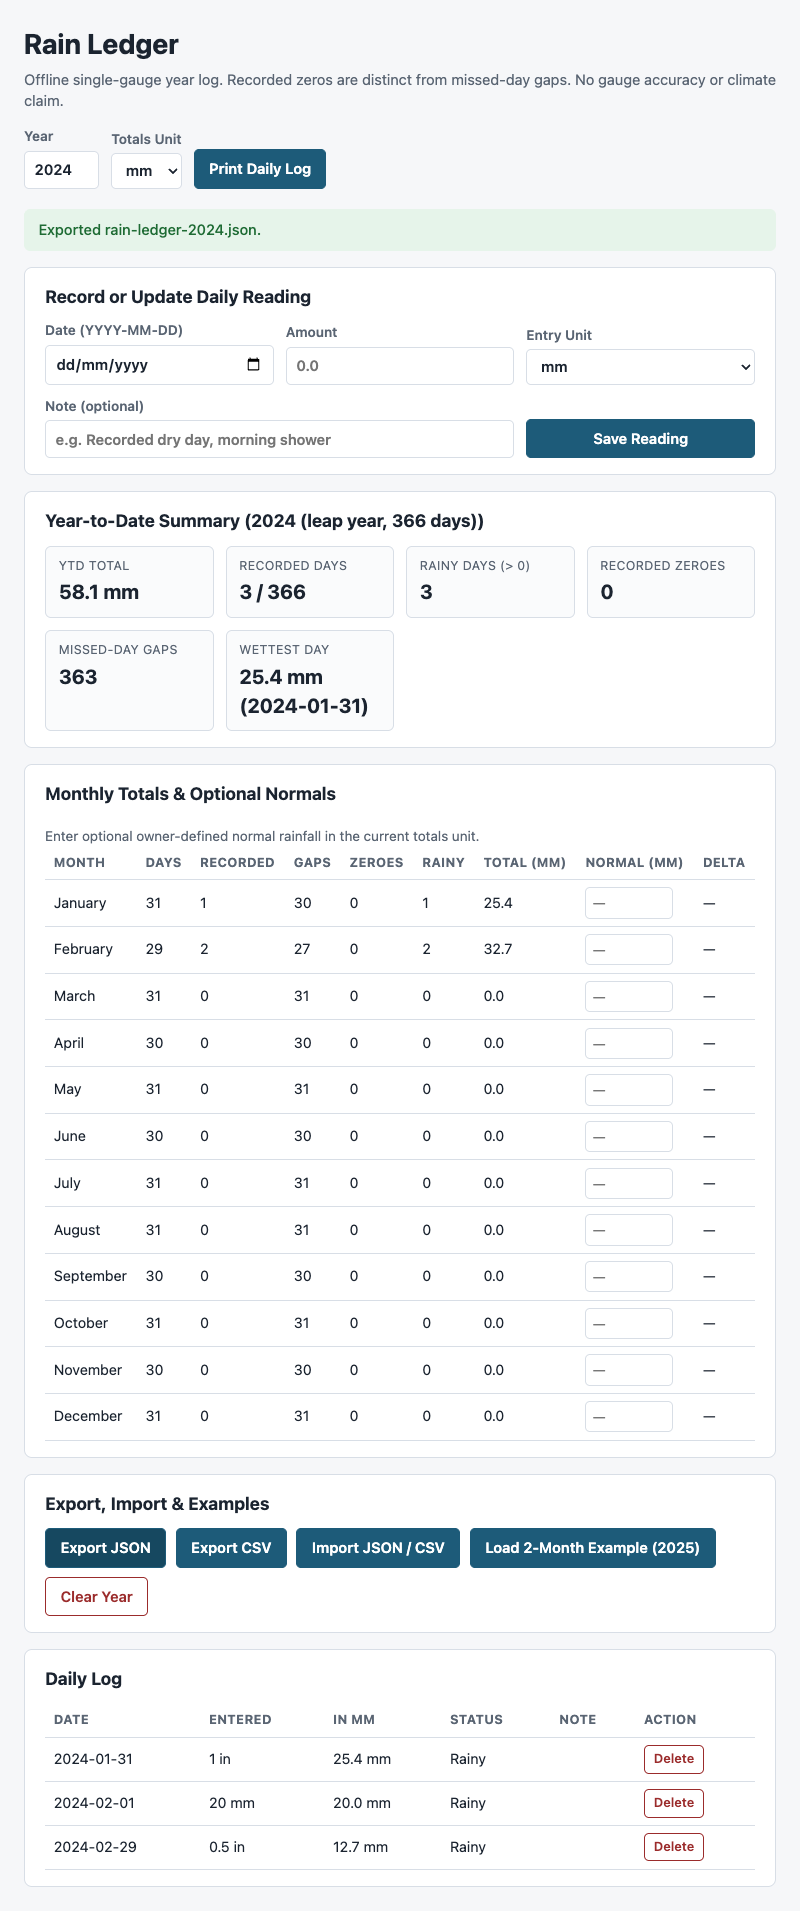 Rain Ledger
Offline single-gauge year log. Recorded zeros are distinct from missed-day gaps. No gauge accuracy or climate
claim.
Year
Totals Unit
2024
mm
Print Daily Log
Exported rain-ledger-2024.json.
Record or Update Daily Reading
Date (YYYY-MM-DD)
Amount
Entry Unit
dd/mm/yyyy
0.0
mm
Note (optional)
e.g. Recorded dry day, morning shower
Save Reading
Year-to-Date Summary (2024 (leap year, 366 days))
YTD TOTAL
58.1 mm
RECORDED DAYS
3 / 366
RAINY DAYS (> 0)
3
RECORDED ZEROES
0
MISSED-DAY GAPS
363
WETTEST DAY
25.4 mm
(2024-01-31)
Monthly Totals & Optional Normals
Enter optional owner-defined normal rainfall in the current totals unit.
MONTH DAYS RECORDED GAPS ZEROES RAINY TOTAL (MM) NORMAL (MM) DELTA
January 31 1 30 0 1 25.4 — —
February 29 2 27 0 2 32.7 — —
March 31 0 31 0 0 0.0 — —
April 30 0 30 0 0 0.0 — —
May 31 0 31 0 0 0.0 — —
June 30 0 30 0 0 0.0 — —
July 31 0 31 0 0 0.0 — —
August 31 0 31 0 0 0.0 — —
September 30 0 30 0 0 0.0 — —
October 31 0 31 0 0 0.0 — —
November 30 0 30 0 0 0.0 — —
December 31 0 31 0 0 0.0 — —
Export, Import & Examples
Export JSON
Export CSV
Import JSON / CSV
Load 2-Month Example (2025)
Clear Year
Daily Log
DATE ENTERED IN MM STATUS NOTE ACTION
2024-01-31 1 in 25.4 mm Rainy Delete
2024-02-01 20 mm 20.0 mm Rainy Delete
2024-02-29 0.5 in 12.7 mm Rainy Delete